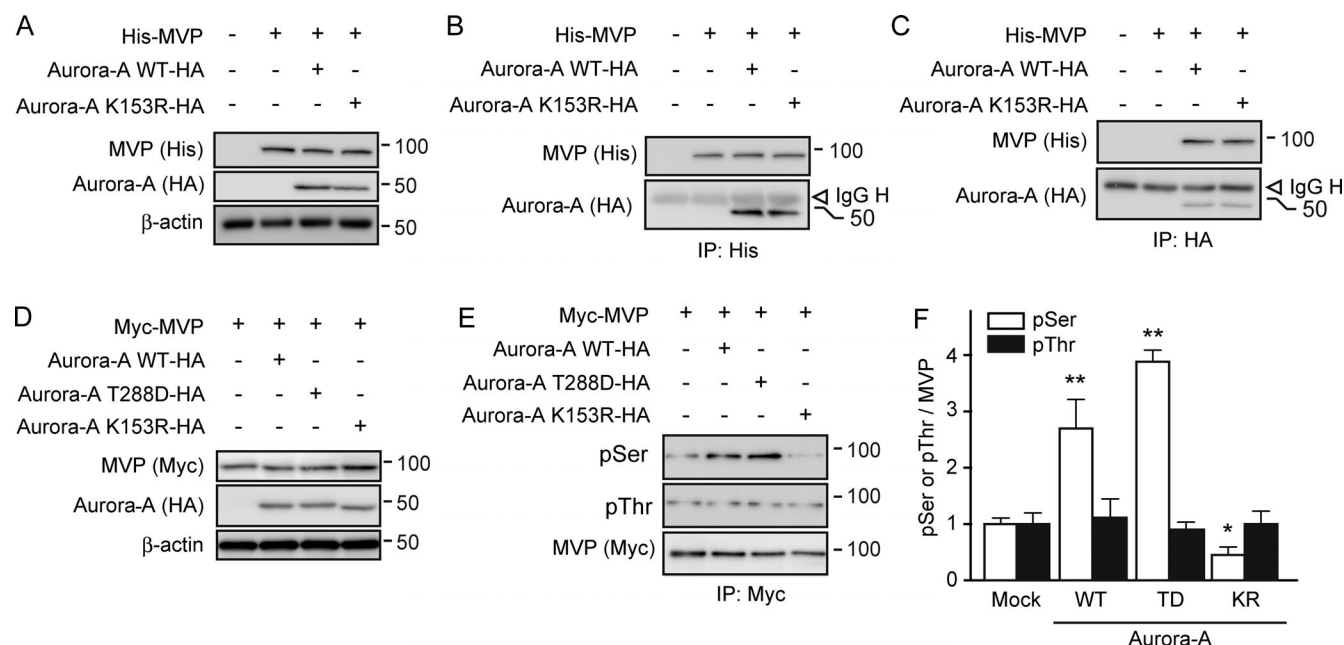 A
His-MVP - + + +
Aurora-A WT-HA - - + -
Aurora-A K153R-HA - - - +
MVP (His) - 100
Aurora-A (HA) - 50
β-actin - 50
B
His-MVP - + + +
Aurora-A WT-HA - - + -
Aurora-A K153R-HA - - - +
MVP (His) - 100
Aurora-A (HA) IgG H
50
IP: His
C
His-MVP - + + +
Aurora-A WT-HA - - + -
Aurora-A K153R-HA - - - +
MVP (His) - 100
Aurora-A (HA) IgG H
50
IP: HA
D
Myc-MVP + + + +
Aurora-A WT-HA - + - -
Aurora-A T288D-HA - - + -
Aurora-A K153R-HA - - - +
MVP (Myc) - 100
Aurora-A (HA) - 50
β-actin - 50
E
Myc-MVP + + + +
Aurora-A WT-HA - + - -
Aurora-A T288D-HA - - + -
Aurora-A K153R-HA - - - +
pSer - 100
pThr - 100
MVP (Myc) - 100
IP: Myc
F
pSer
pThr
pSer or pThr / MVP
4
3
2
1
0
** ** *
Mock WT TD KR
Aurora-A